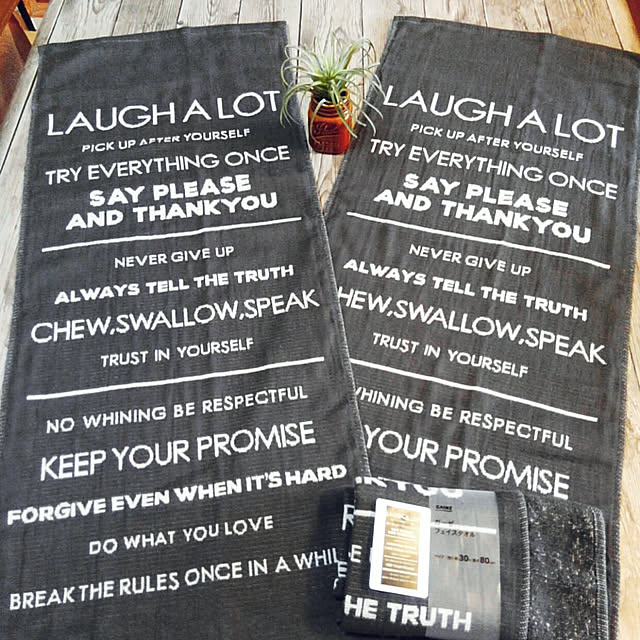 LAUGH A LOT
PICK UP AFTER YOURSELF
TRY EVERYTHING ONCE
SAY PLEASE
AND THANKYOU
NEVER GIVE UP
ALWAYS TELL THE TRUTH
CHEW,SWALLOW,SPEAK
TRUST IN YOURSELF
NO WHINING BE RESPECTFUL
KEEP YOUR PROMISE
FORGIVE EVEN WHEN IT'S HARD
DO WHAT YOU LOVE
BREAK THE RULES ONCE IN A WHIL
LAUGH A LOT
PICK UP AFTER YOURSELF
TRY EVERYTHING ONCE
SAY PLEASE
AND THANKYOU
NEVER GIVE UP
ALWAYS TELL THE TRUTH
HEW,SWALLOW,SPEAK
TRUST IN YOURSELF
WHINING BE RESPECTFUL
YOUR PROMISE
ガーゼ
フェイスタオル
30
80
HE TRUTH